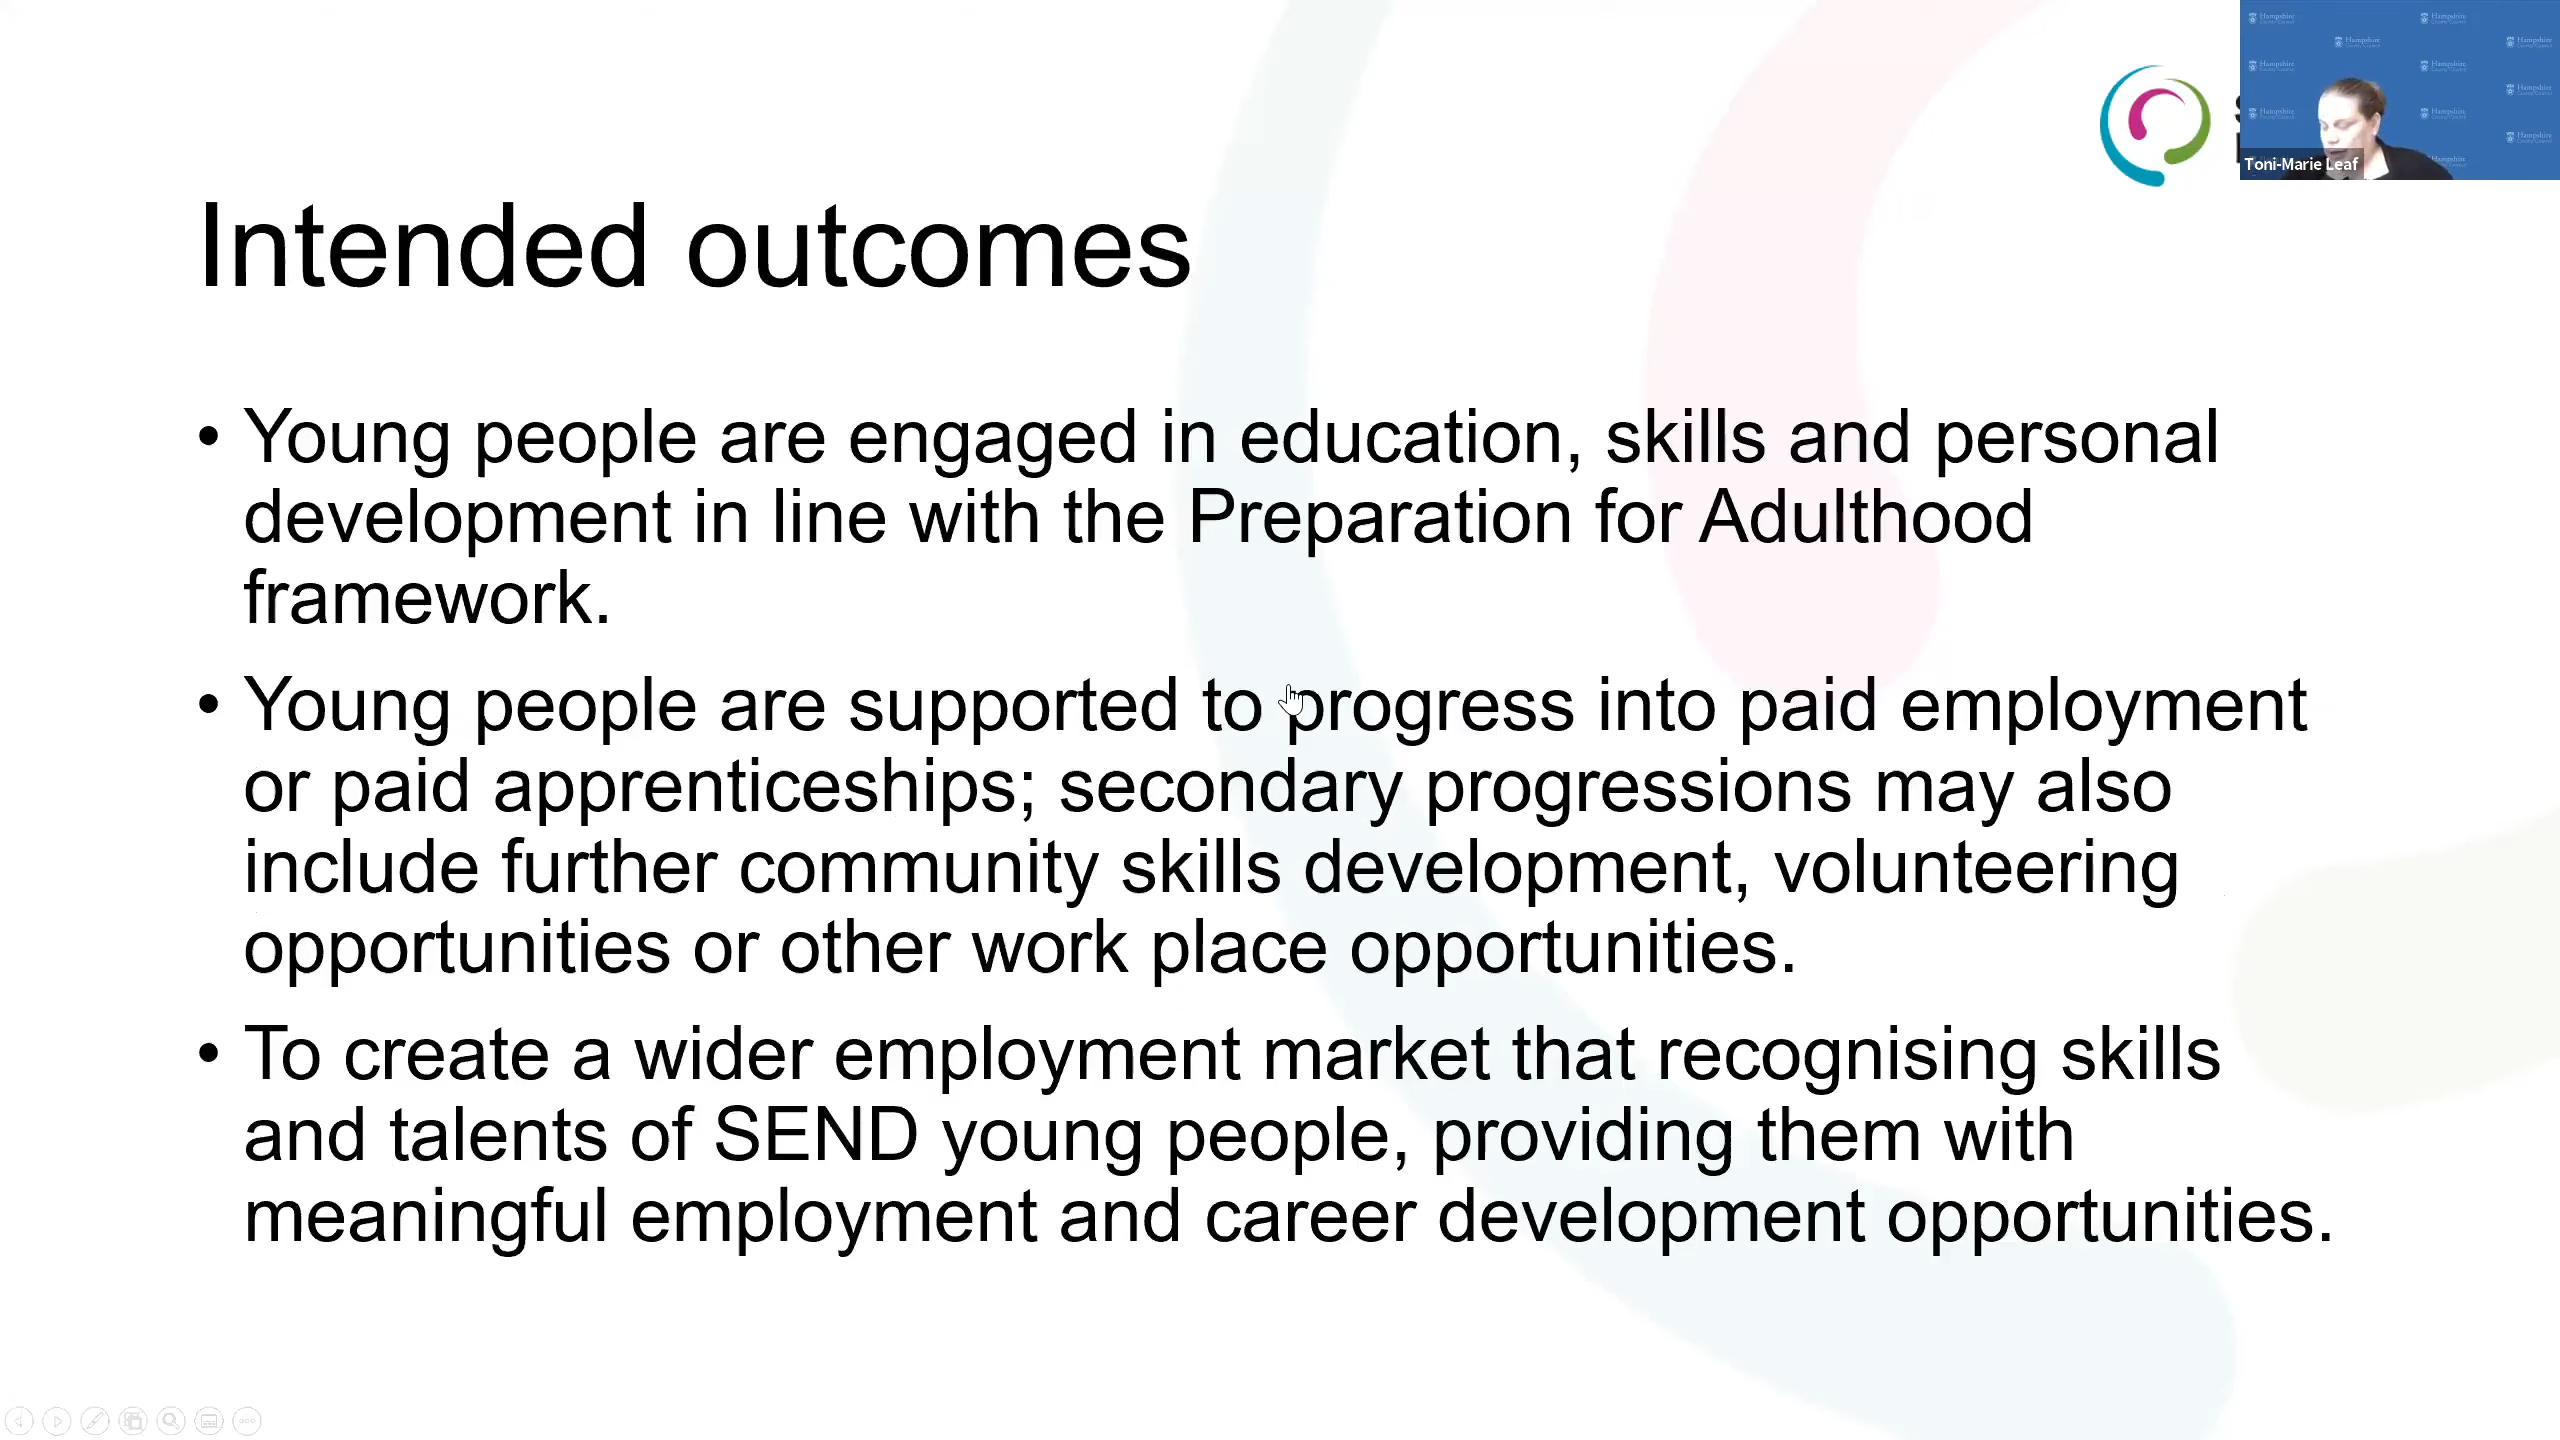 Intended outcomes
• Young people are engaged in education, skills and personal
development in line with the Preparation for Adulthood
framework.
• Young people are supported to progress into paid employment
or paid apprenticeships; secondary progressions may also
include further community skills development, volunteering
opportunities or other work place opportunities.
• To create a wider employment market that recognising skills
and talents of SEND young people, providing them with
meaningful employment and career development opportunities.
Hampshire
County Council
Toni-Marie Leaf